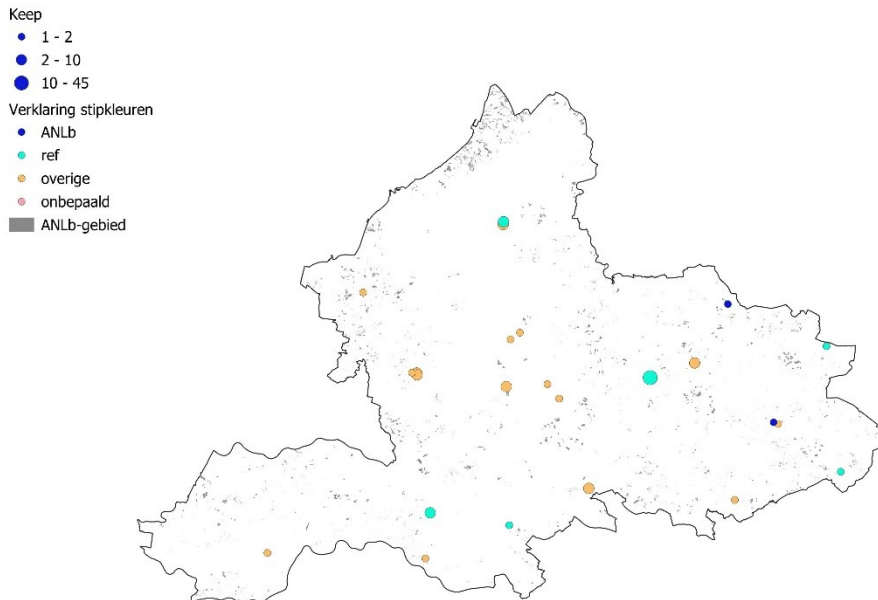 Keep
1 - 2
2 - 10
10 - 45
Verklaring stipkleuren
ANLb
ref
overige
onbepaald
ANLb-gebied